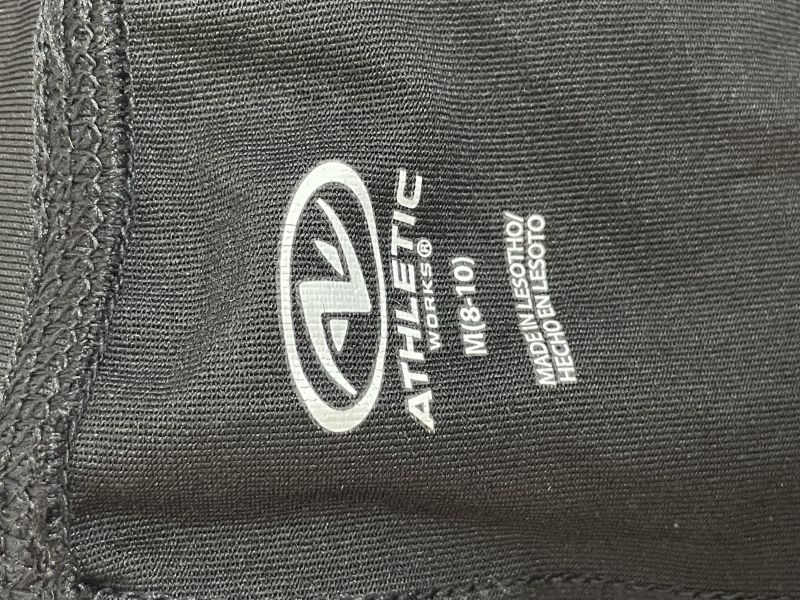 ATHLETIC
WORKS®
M(8-10)
MADE IN LESOTHO/
HECHO EN LESOTO